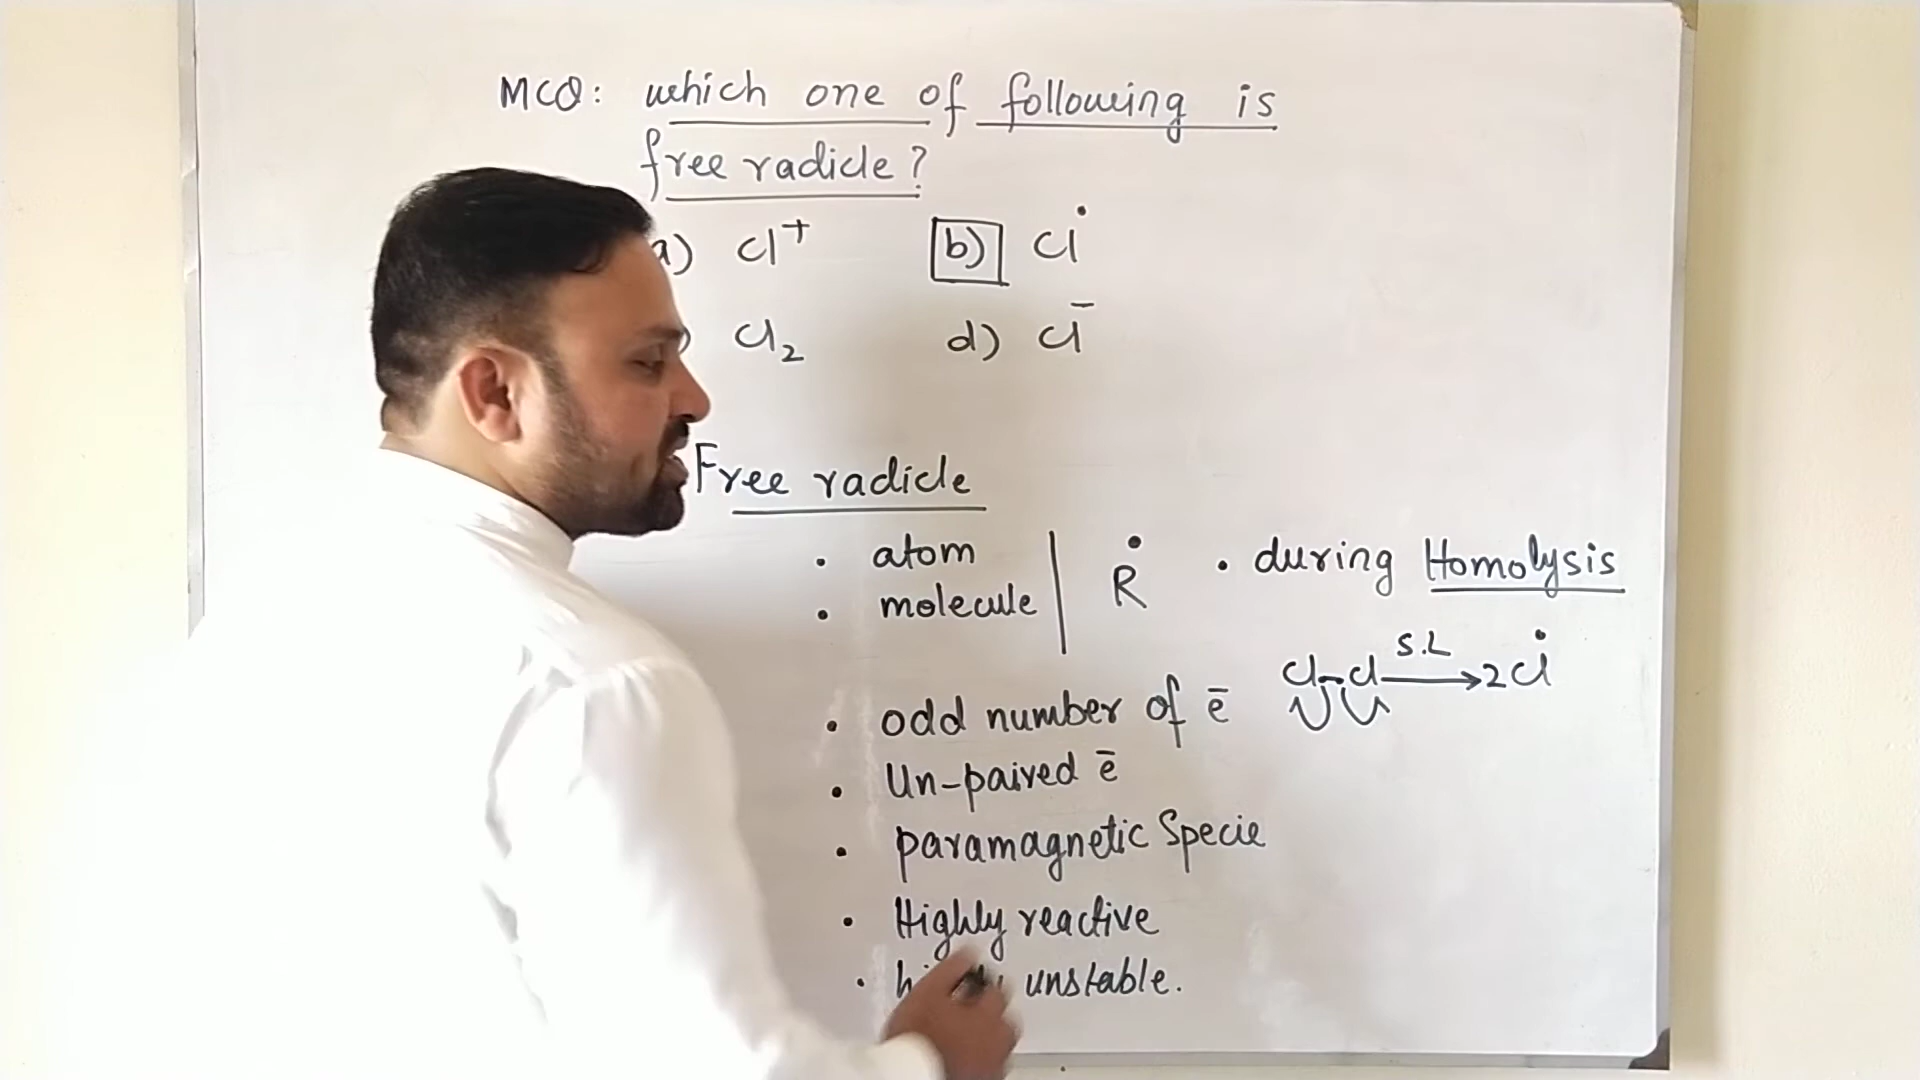 MCQ: which one of following is
free radicle?
a) Cl⁺ b) Cl•
Cl₂ d) Cl⁻
Free radicle
• atom
• molecule R• • during Homolysis
Cl–Cl S.L → 2Cl•
• odd number of e⁻
• Un-paired e⁻
• paramagnetic Specie
• Highly reactive
• unstable.